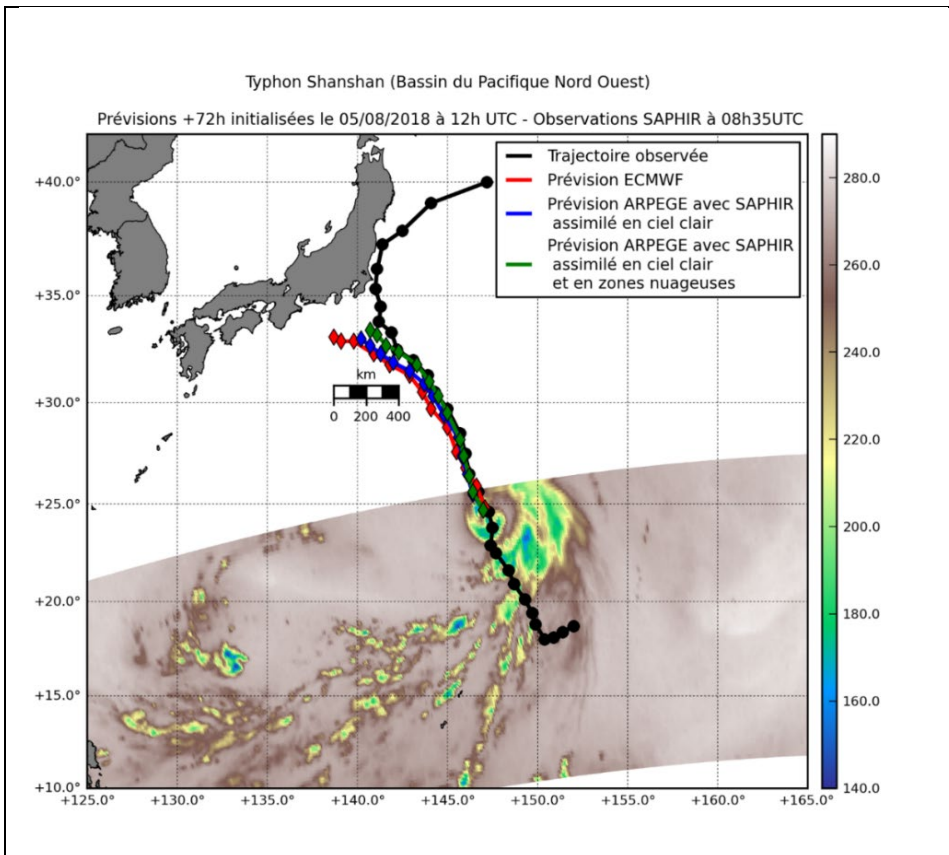 Typhon Shanshan (Bassin du Pacifique Nord Ouest)
Prévisions +72h initialisées le 05/08/2018 à 12h UTC - Observations SAPHIR à 08h35UTC
Trajectoire observée
Prévision ECMWF
Prévision ARPEGE avec SAPHIR
assimilé en ciel clair
Prévision ARPEGE avec SAPHIR
assimilé en ciel clair
et en zones nuageuses
+40.0°
+35.0°
+30.0°
+25.0°
+20.0°
+15.0°
+10.0°
km
0 200 400
+125.0° +130.0° +135.0° +140.0° +145.0° +150.0° +155.0° +160.0° +165.0°
280.0
260.0
240.0
220.0
200.0
180.0
160.0
140.0